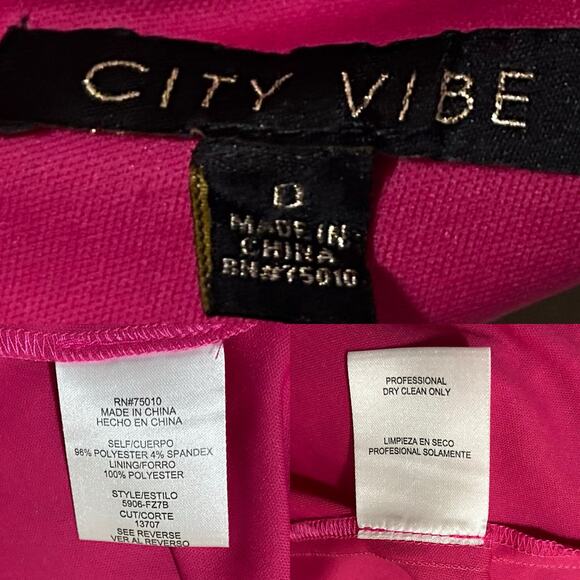 CITY VIBE
0
MADE IN
CHINA
RN#75010
RN#75010
MADE IN CHINA
HECHO EN CHINA
SELF/CUERPO
96% POLYESTER 4% SPANDEX
LINING/FORRO
100% POLYESTER
STYLE/ESTILO
5906-FZ7B
CUT/CORTE
13707
SEE REVERSE
VER AL REVERSO
PROFESSIONAL
DRY CLEAN ONLY
LIMPIEZA EN SECO
PROFESIONAL SOLAMENTE